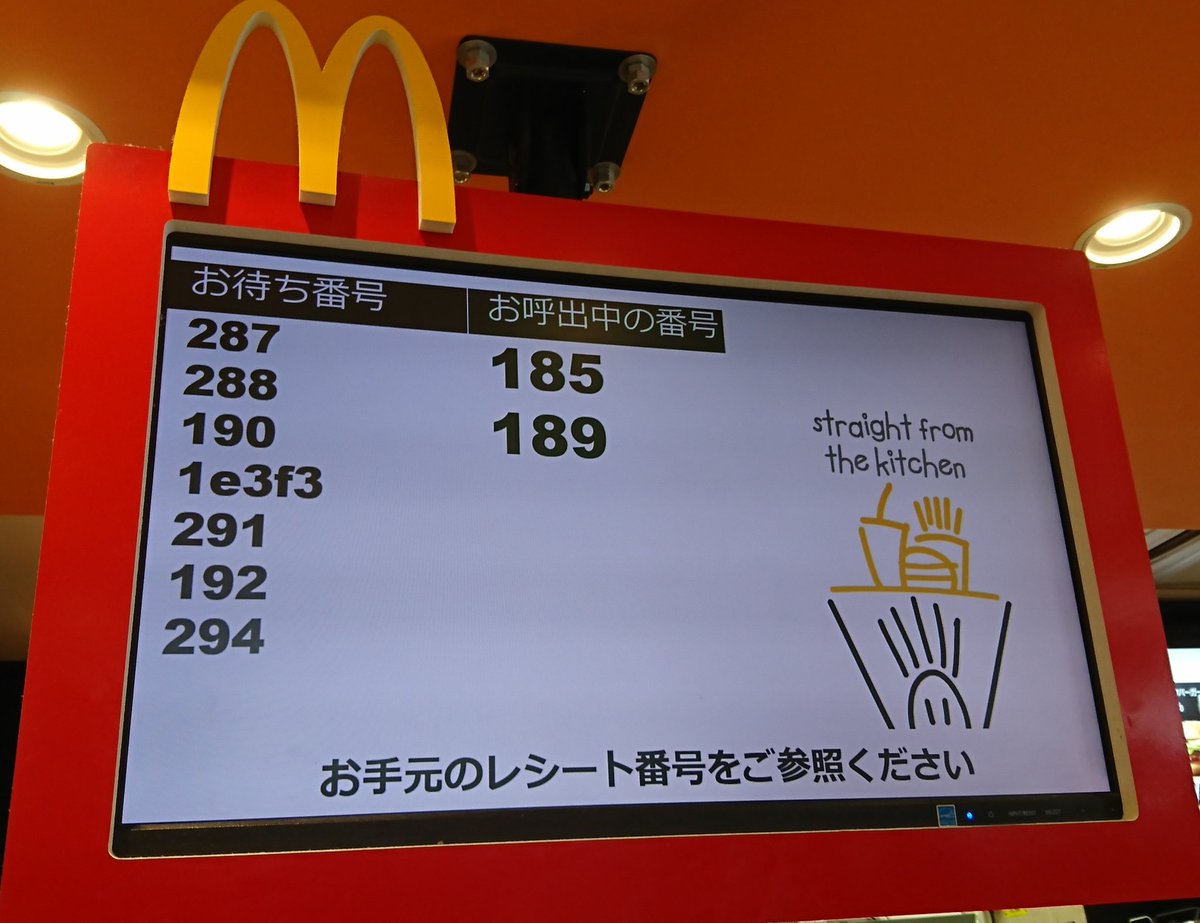 お待ち番号
287
288
190
1e3f3
291
192
294
お呼出中の番号
185
189
straight from
the kitchen
お手元のレシート番号をご参照ください